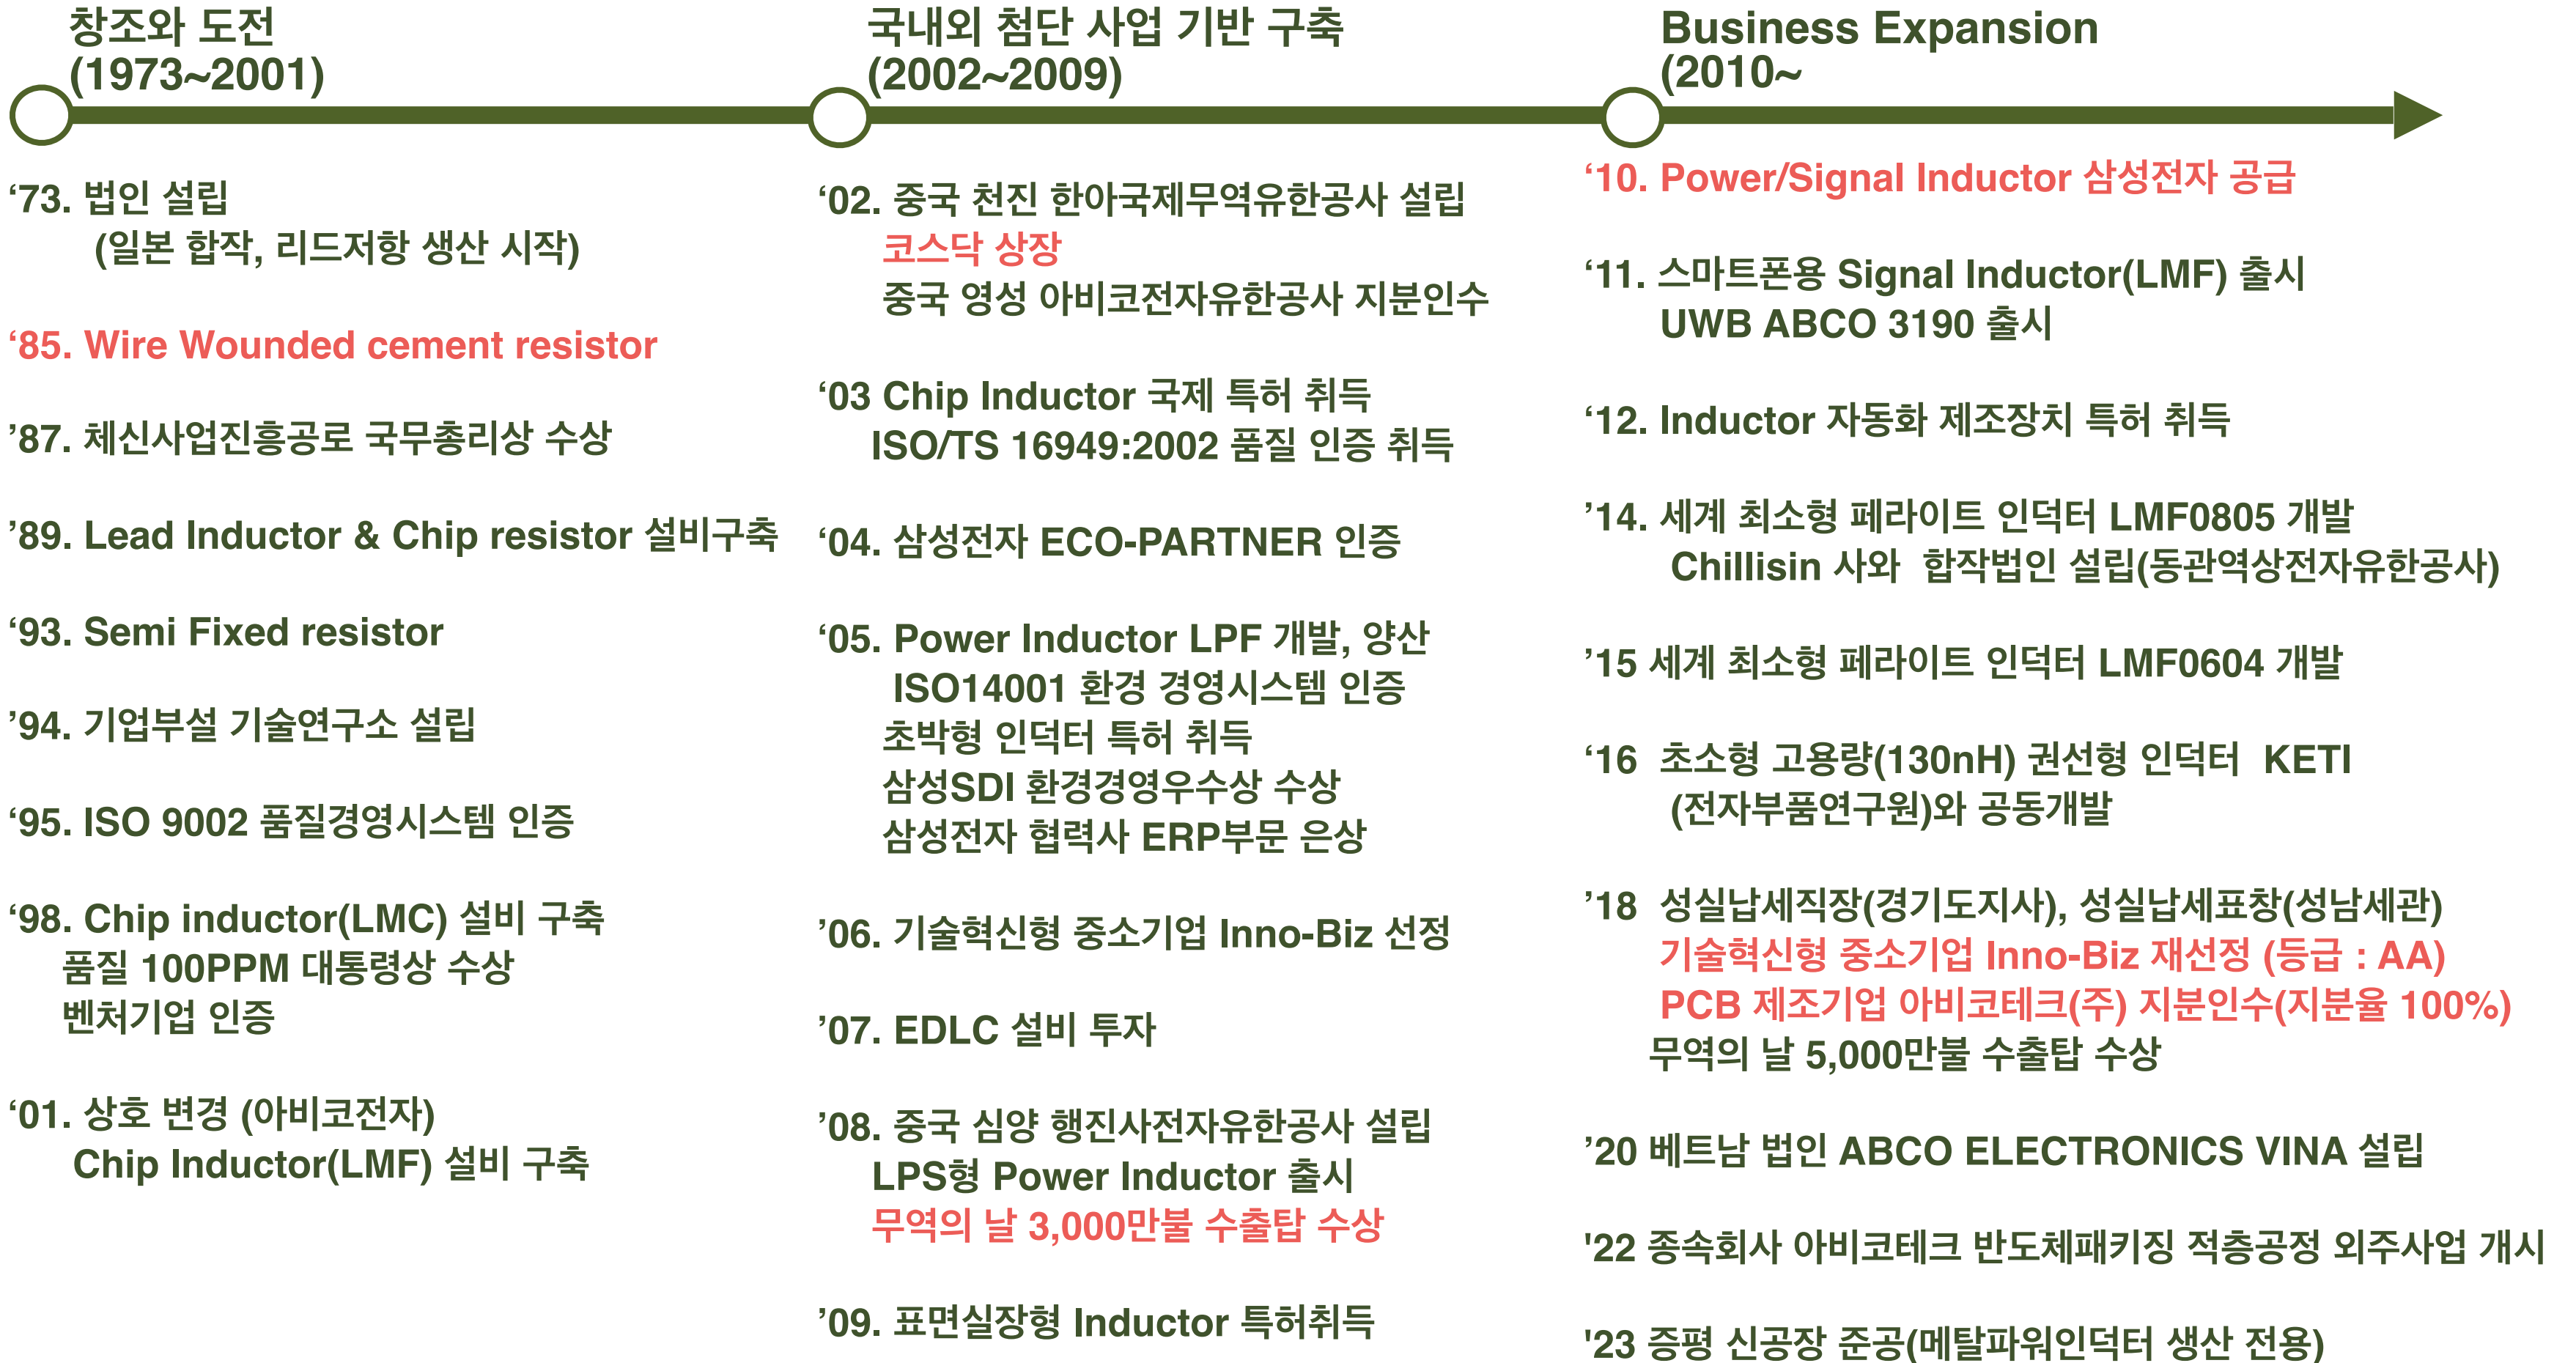 창조와 도전
(1973~2001)
‘73. 법인 설립
(일본 합작, 리드저항 생산 시작)
‘85. Wire Wounded cement resistor
’87. 체신사업진흥공로 국무총리상 수상
’89. Lead Inductor & Chip resistor 설비구축
‘93. Semi Fixed resistor
’94. 기업부설 기술연구소 설립
‘95. ISO 9002 품질경영시스템 인증
‘98. Chip inductor(LMC) 설비 구축
품질 100PPM 대통령상 수상
벤처기업 인증
‘01. 상호 변경 (아비코전자)
Chip Inductor(LMF) 설비 구축
국내외 첨단 사업 기반 구축
(2002~2009)
‘02. 중국 천진 한아국제무역유한공사 설립
코스닥 상장
중국 영성 아비코전자유한공사 지분인수
‘03 Chip Inductor 국제 특허 취득
ISO/TS 16949:2002 품질 인증 취득
‘04. 삼성전자 ECO-PARTNER 인증
‘05. Power Inductor LPF 개발, 양산
ISO14001 환경 경영시스템 인증
초박형 인덕터 특허 취득
삼성SDI 환경경영우수상 수상
삼성전자 협력사 ERP부문 은상
’06. 기술혁신형 중소기업 Inno-Biz 선정
’07. EDLC 설비 투자
’08. 중국 심양 행진사전자유한공사 설립
LPS형 Power Inductor 출시
무역의 날 3,000만불 수출탑 수상
’09. 표면실장형 Inductor 특허취득
Business Expansion
(2010~
‘10. Power/Signal Inductor 삼성전자 공급
‘11. 스마트폰용 Signal Inductor(LMF) 출시
UWB ABCO 3190 출시
‘12. Inductor 자동화 제조장치 특허 취득
’14. 세계 최소형 페라이트 인덕터 LMF0805 개발
Chillisin 사와 합작법인 설립(동관역상전자유한공사)
’15 세계 최소형 페라이트 인덕터 LMF0604 개발
‘16 초소형 고용량(130nH) 권선형 인덕터 KETI
(전자부품연구원)와 공동개발
’18 성실납세직장(경기도지사), 성실납세표창(성남세관)
기술혁신형 중소기업 Inno-Biz 재선정 (등급 : AA)
PCB 제조기업 아비코테크(주) 지분인수(지분율 100%)
무역의 날 5,000만불 수출탑 수상
’20 베트남 법인 ABCO ELECTRONICS VINA 설립
'22 종속회사 아비코테크 반도체패키징 적층공정 외주사업 개시
'23 증평 신공장 준공(메탈파워인덕터 생산 전용)